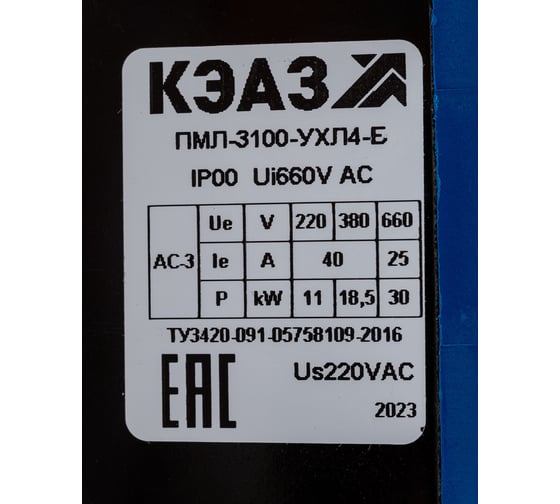 КЭАЗ
ПМЛ-3100-УХЛ4-Б
IP00 Ui660V AC
AC-3 Ue V 220 380 660
Ie A 40 25
P kW 11 18,5 30
ТУ3420-091-05758109-2016
EAC Us220VAC
2023